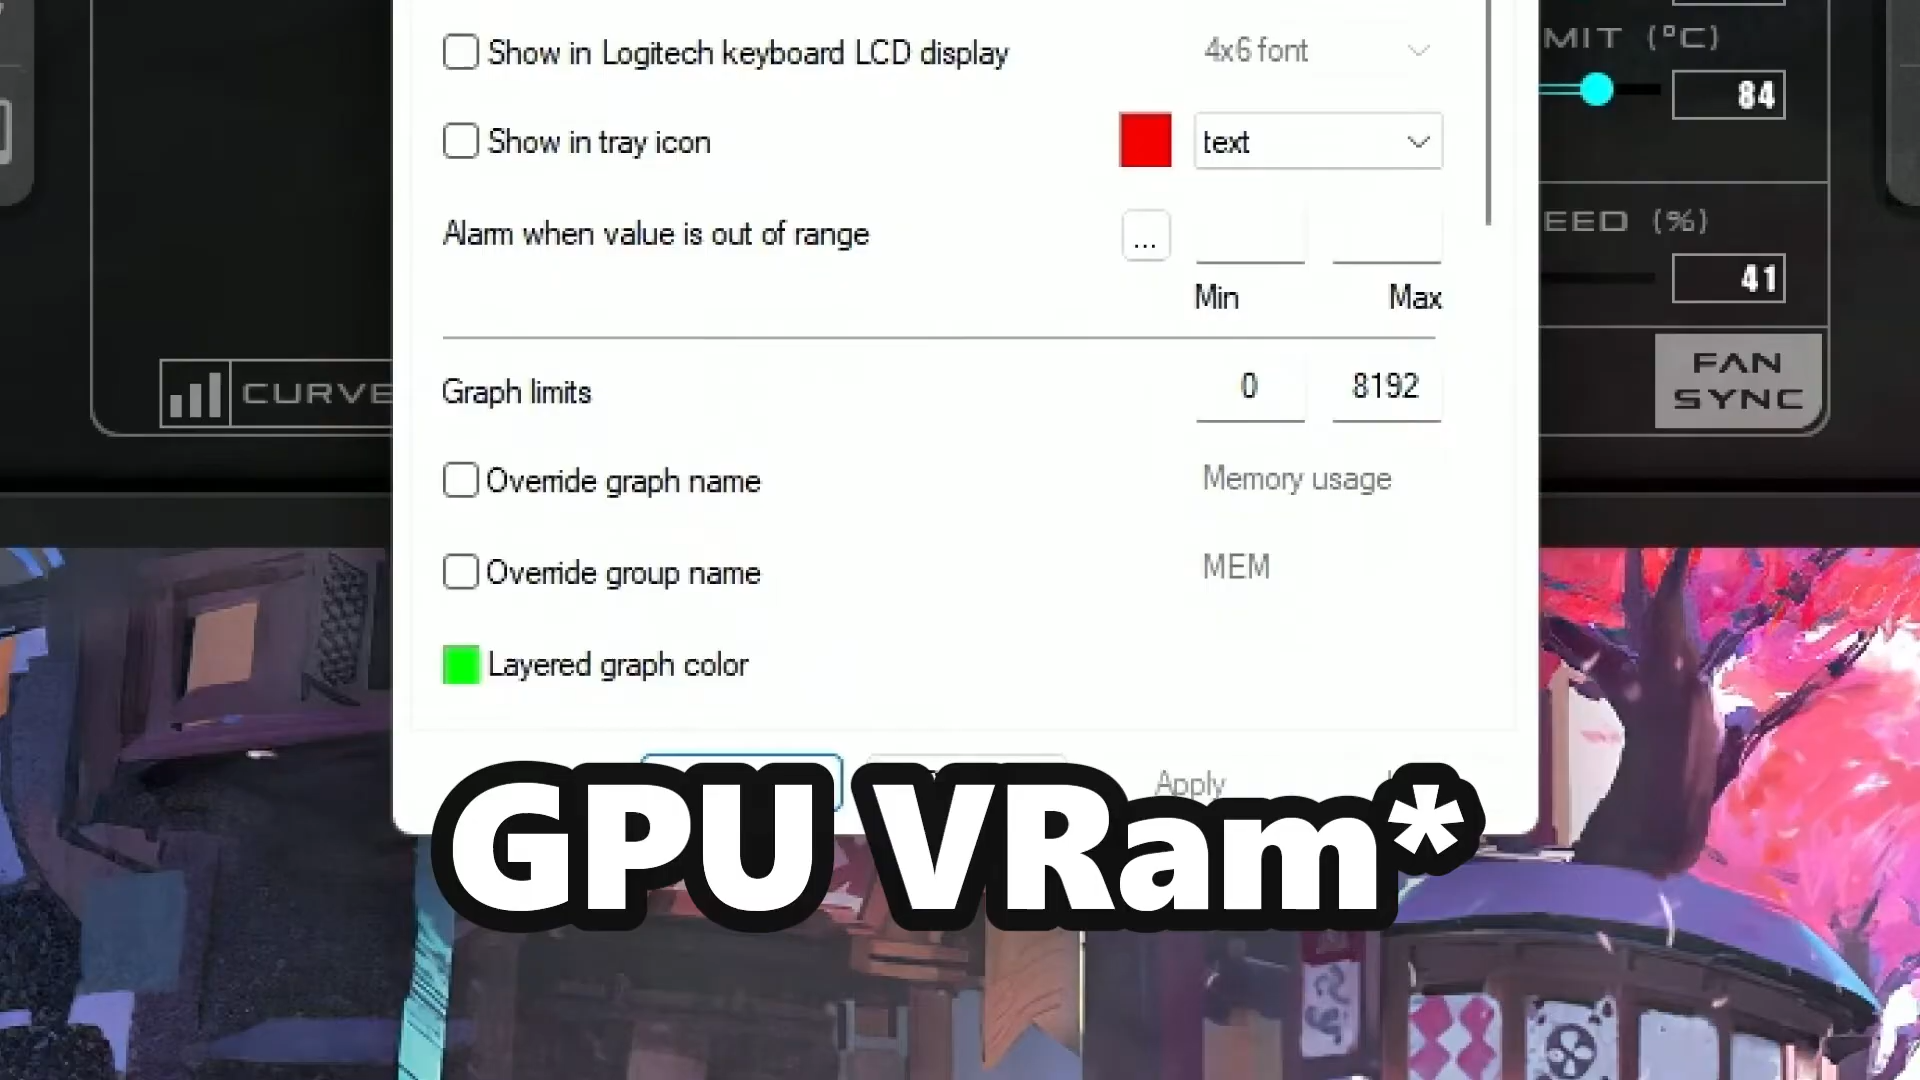 Show in Logitech keyboard LCD display 4x6 font
MIT (°C)
84
Show in tray icon text
Alarm when value is out of range ...
EED (%)
41
Min Max
Graph limits 0 8192
CURVE
FAN
SYNC
Override graph name Memory usage
Override group name MEM
Layered graph color
Apply
GPU VRam*